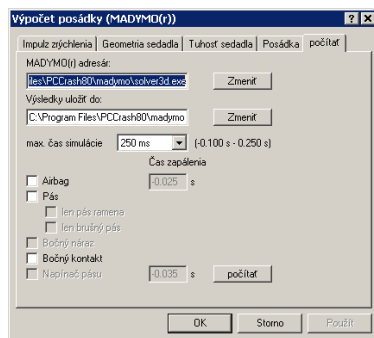 Výpočet posádky (MADYMO(r))
Impulz zrýchlenia Geometria sedadla Tuhosť sedadla Posádka počítať
MADYMO(r) adresár:
iles\PCCrash80\madymo\solver3d.exe Zmeniť
Výsledky uložiť do:
C:\Program Files\PCCrash80\madymo Zmeniť
max. čas simulácie 250 ms (-0.100 s - 0.250 s)
Čas zapálenia
Airbag -0.025 s
Pás
len pás ramena
len brušný pás
Bočný náraz
Bočný kontakt
Napínač pásu -0.035 s počítať
OK Storno Použít